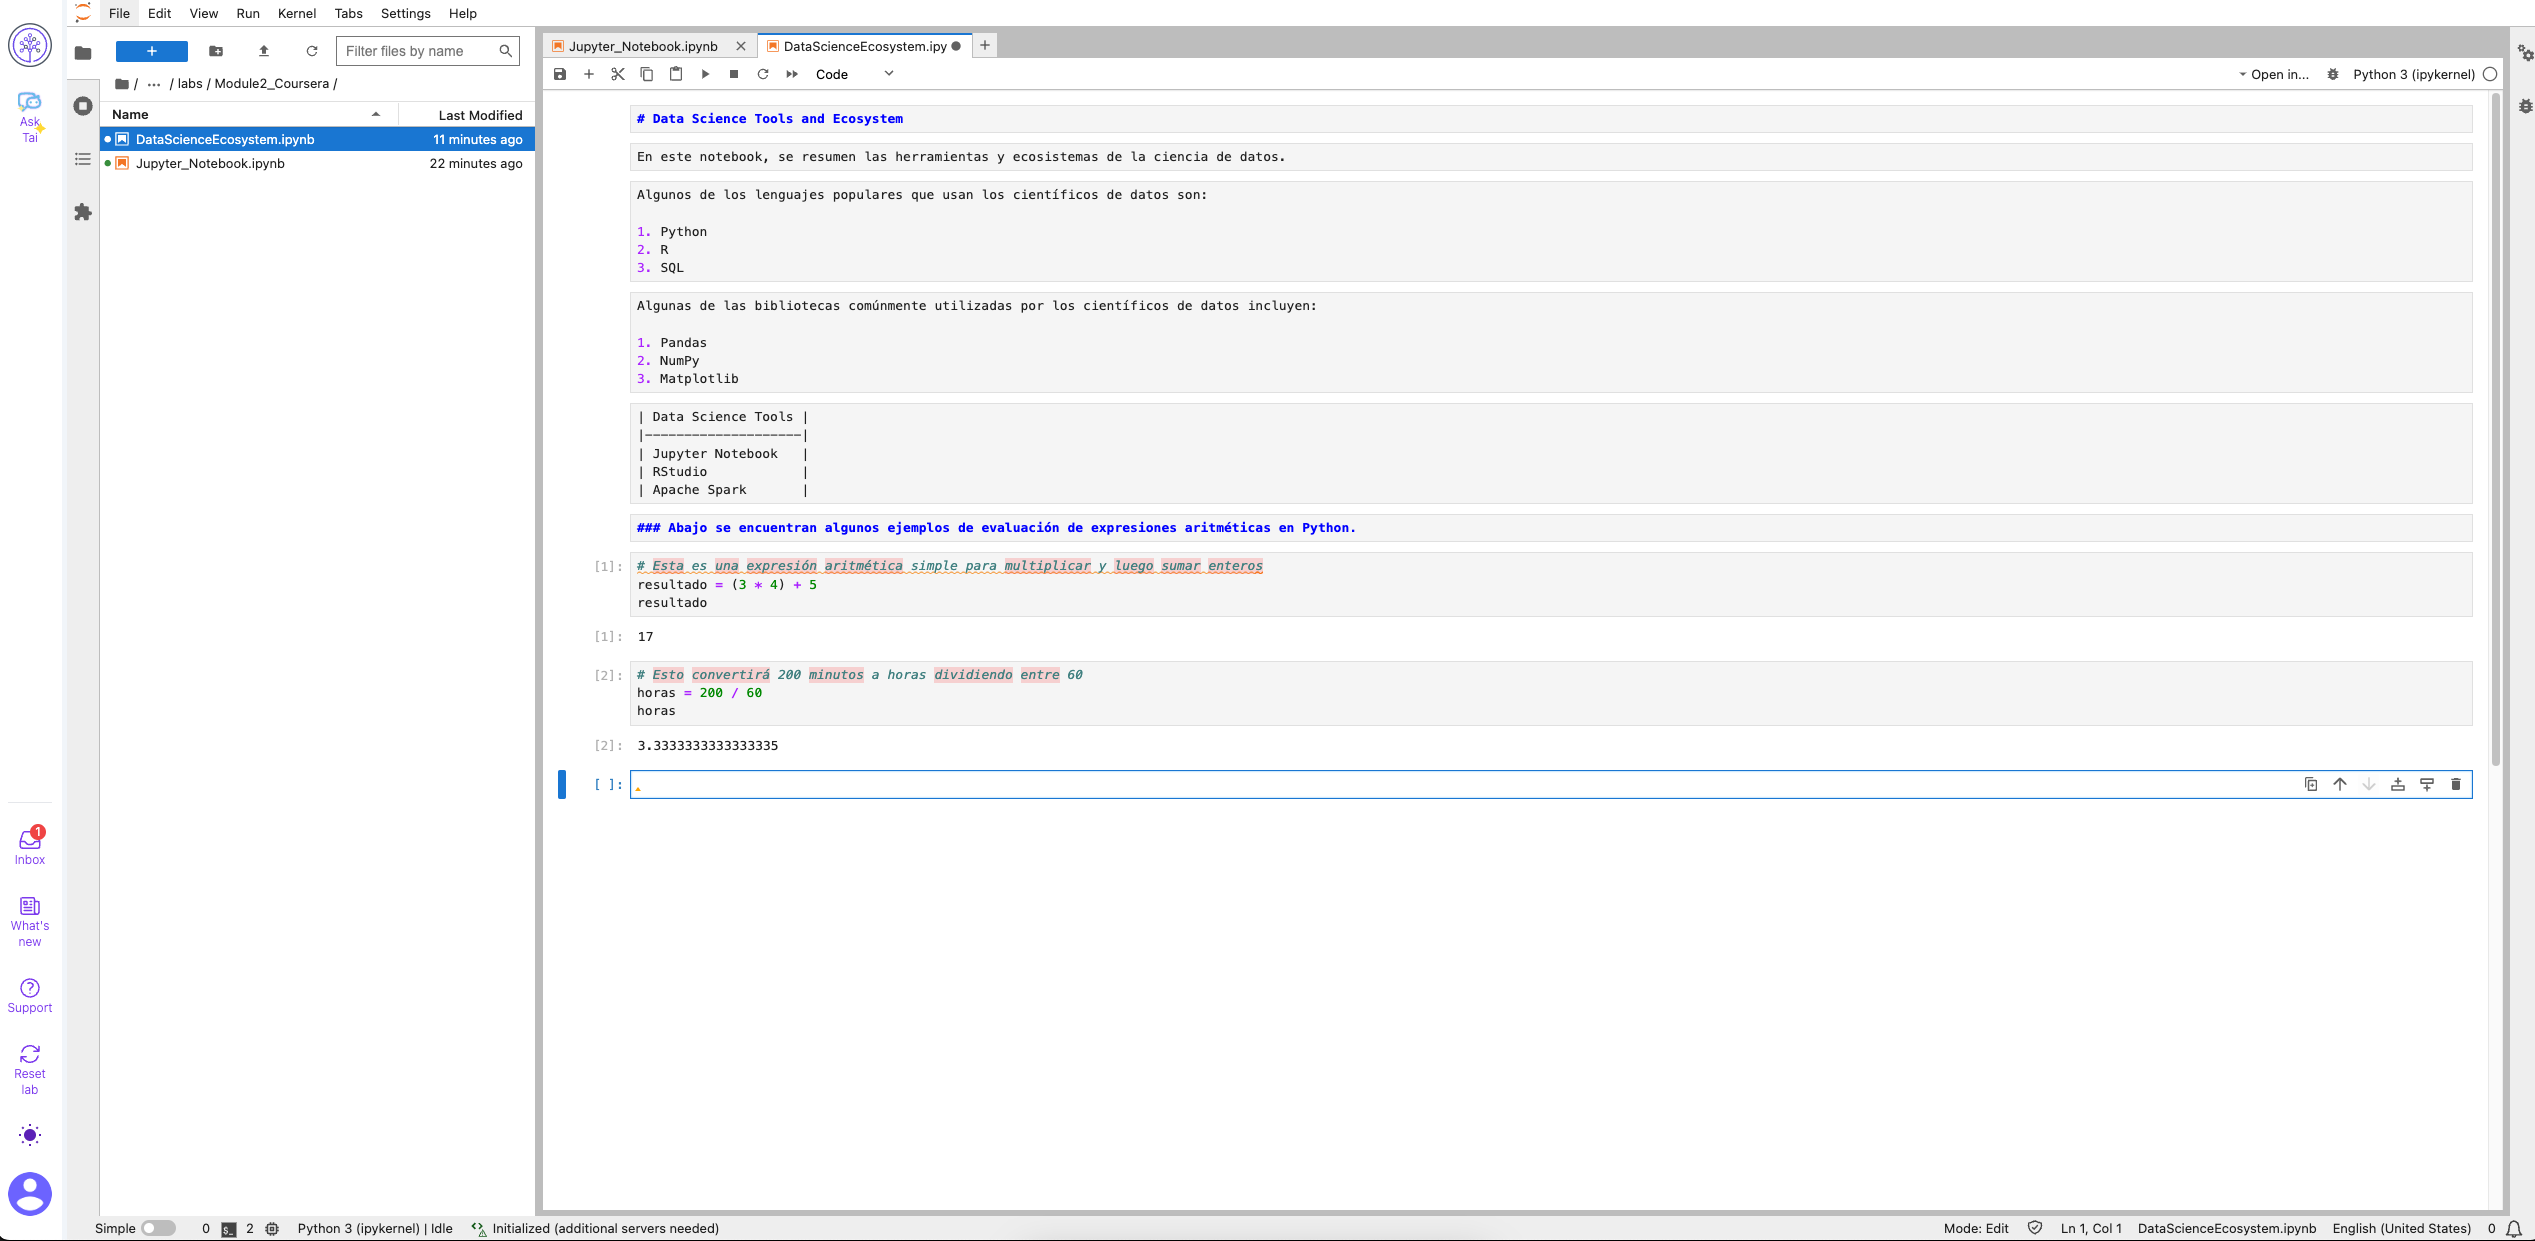 File Edit View Run Kernel Tabs Settings Help
Ask
Tai
+
Filter files by name
/ ... / labs / Module2_Coursera /
Name Last Modified
DataScienceEcosystem.ipynb 11 minutes ago
Jupyter_Notebook.ipynb 22 minutes ago
Inbox
1
What's
new
Support
Reset
lab
Jupyter_Notebook.ipynb
DataScienceEcosystem.ipy
Code
Open in...
Python 3 (ipykernel)
# Data Science Tools and Ecosystem
En este notebook, se resumen las herramientas y ecosistemas de la ciencia de datos.
Algunos de los lenguajes populares que usan los científicos de datos son:
1. Python
2. R
3. SQL
Algunas de las bibliotecas comúnmente utilizadas por los científicos de datos incluyen:
1. Pandas
2. NumPy
3. Matplotlib
| Data Science Tools |
|--------------------|
| Jupyter Notebook   |
| RStudio            |
| Apache Spark       |
### Abajo se encuentran algunos ejemplos de evaluación de expresiones aritméticas en Python.
[1]: # Esta es una expresión aritmética simple para multiplicar y luego sumar enteros
resultado = (3 * 4) + 5
resultado
[1]: 17
[2]: # Esto convertirá 200 minutos a horas dividiendo entre 60
horas = 200 / 60
horas
[2]: 3.3333333333333335
[ ]:
Simple 0 $_ 2 Python 3 (ipykernel) | Idle Initialized (additional servers needed)
Mode: Edit Ln 1, Col 1 DataScienceEcosystem.ipynb English (United States) 0